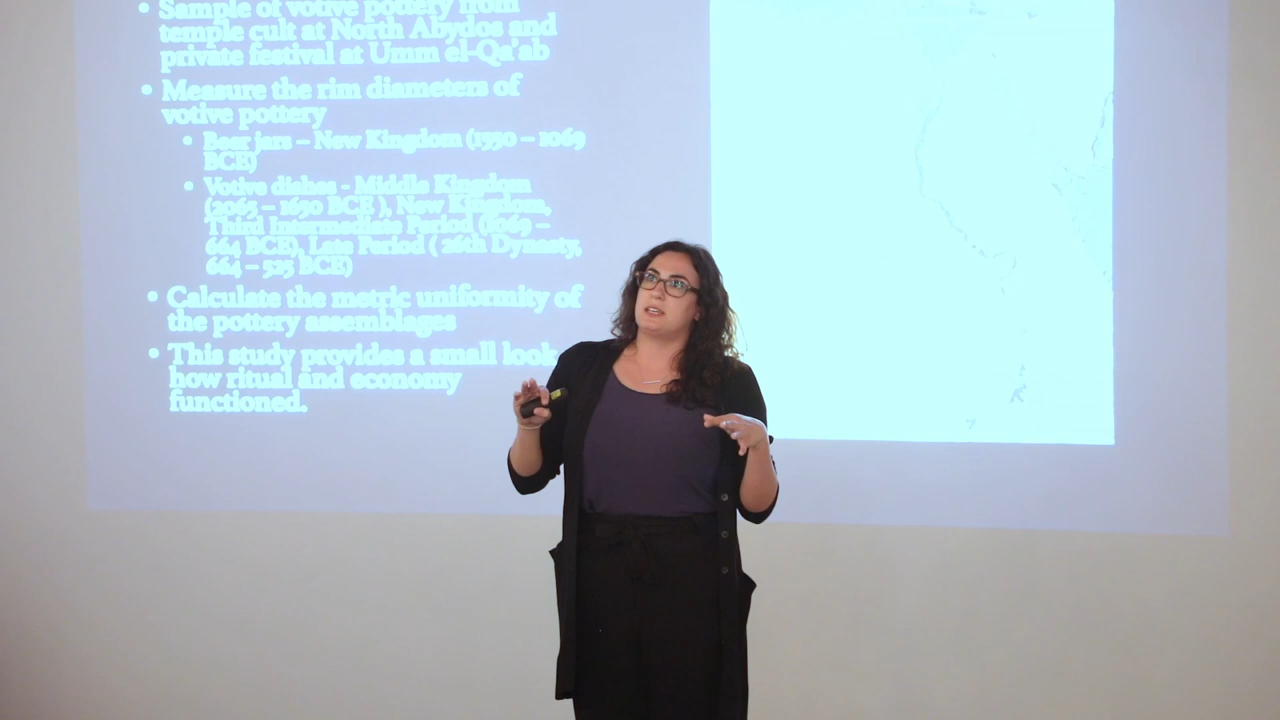 • Sample of votive pottery from
temple cult at North Abydos and
private festival at Umm el-Qa'ab
• Measure the rim diameters of
votive pottery
• Beer jars – New Kingdom (1550 – 1069
BCE)
• Votive dishes - Middle Kingdom
(2065 – 1650 BCE ), New Kingdom,
Third Intermediate Period (1069 –
664 BCE), Late Period ( 26th Dynasty,
664 – 525 BCE)
• Calculate the metric uniformity of
the pottery assemblages
• This study provides a small look
how ritual and economy
functioned.